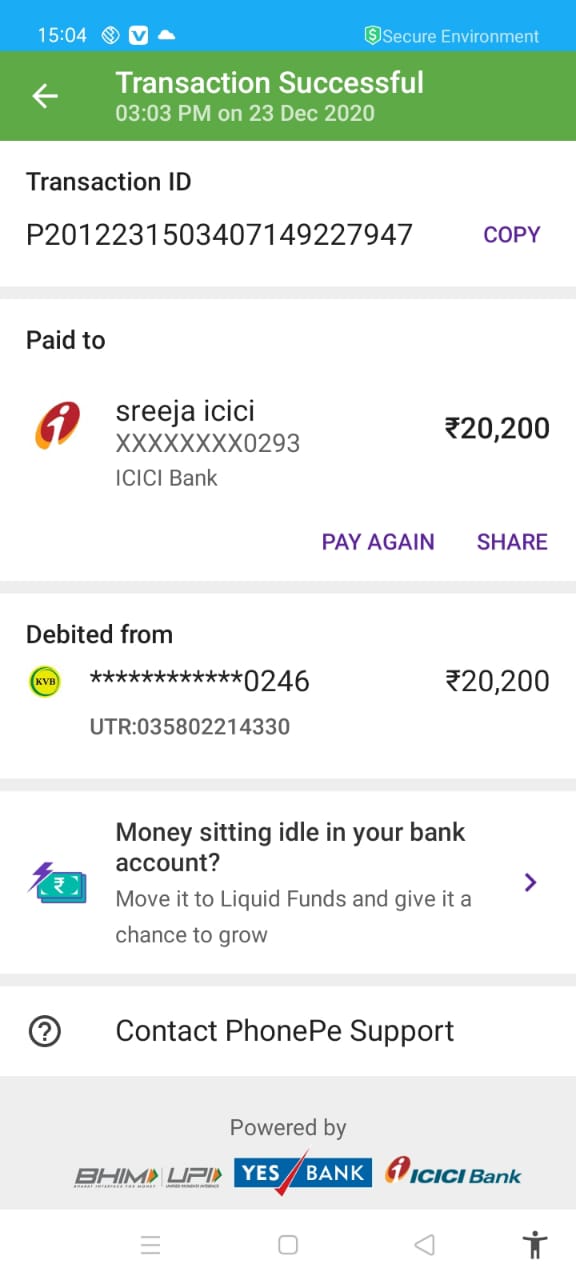 15:04
Secure Environment
Transaction Successful
03:03 PM on 23 Dec 2020
Transaction ID
P2012231503407149227947 COPY
Paid to
sreeja icici
XXXXXXXX0293
₹20,200
ICICI Bank
PAY AGAIN SHARE
Debited from
KVB ************0246 ₹20,200
UTR:035802214330
Money sitting idle in your bank
account?
Move it to Liquid Funds and give it a
chance to grow
Contact PhonePe Support
Powered by
BHIM UPI YES BANK ICICI Bank